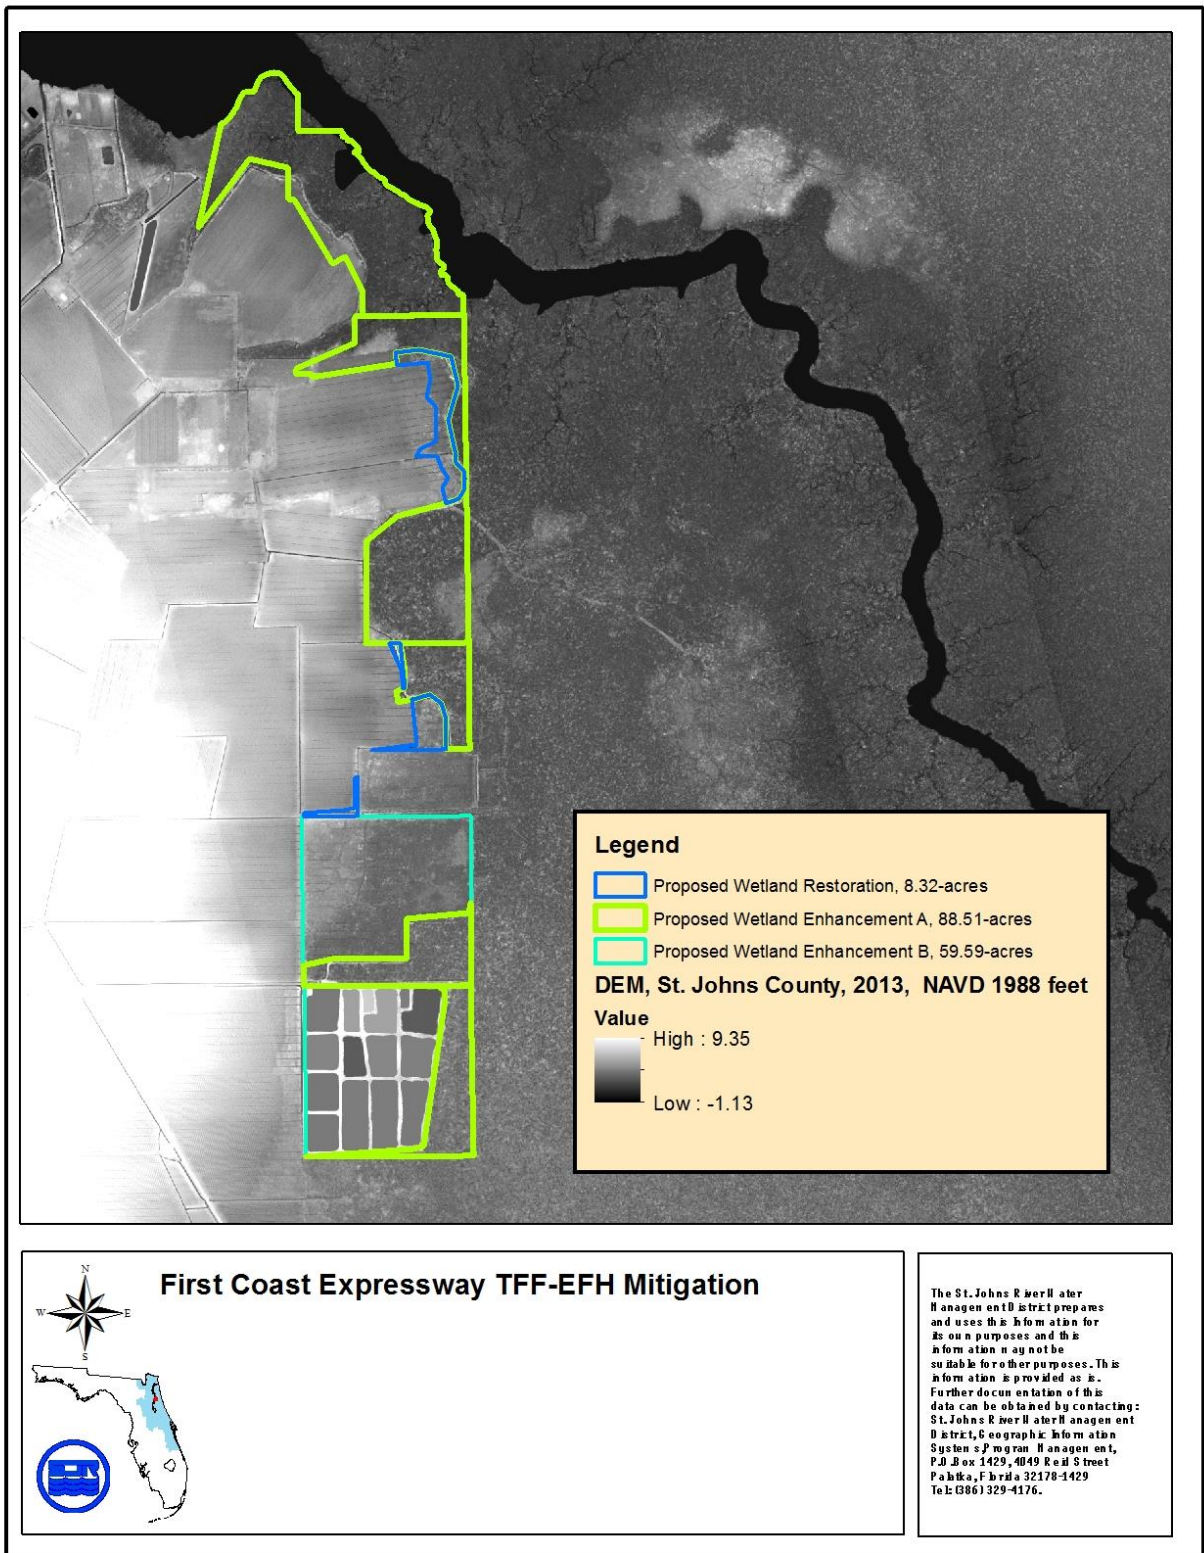 Legend
Proposed Wetland Restoration, 8.32-acres
Proposed Wetland Enhancement A, 88.51-acres
Proposed Wetland Enhancement B, 59.59-acres
DEM, St. Johns County, 2013, NAVD 1988 feet
Value
High : 9.35
Low : -1.13
N
W
E
S
First Coast Expressway TFF-EFH Mitigation
The St. Johns River Water
Management District prepares
and uses this information for
its own purposes and this
information may not be
suitable for other purposes. This
information is provided as is.
Further documentation of this
data can be obtained by contacting:
St. Johns River Water Management
District, Geographic Information
Systems, Program Management,
P.O. Box 1429, 4049 Reid Street
Palatka, Florida 32178-1429
Tel: (386) 329-4176.